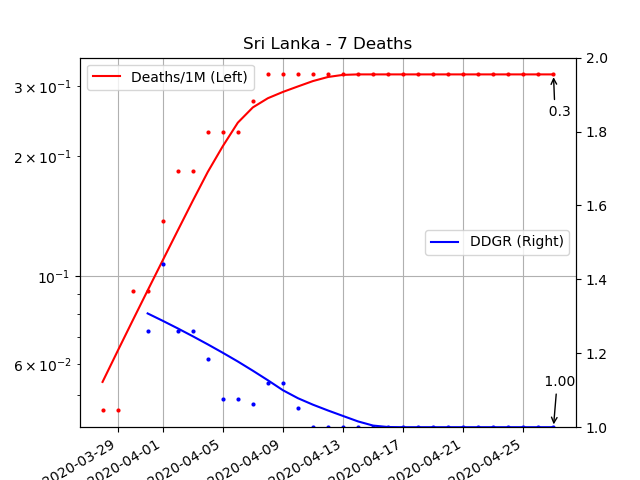 Sri Lanka - 7 Deaths
Deaths/1M (Left)
DDGR (Right)
3 × 10⁻¹
2 × 10⁻¹
10⁻¹
6 × 10⁻²
2.0
1.8
1.6
1.4
1.2
1.0
0.3
1.00
2020-03-29
2020-04-01
2020-04-05
2020-04-09
2020-04-13
2020-04-17
2020-04-21
2020-04-25